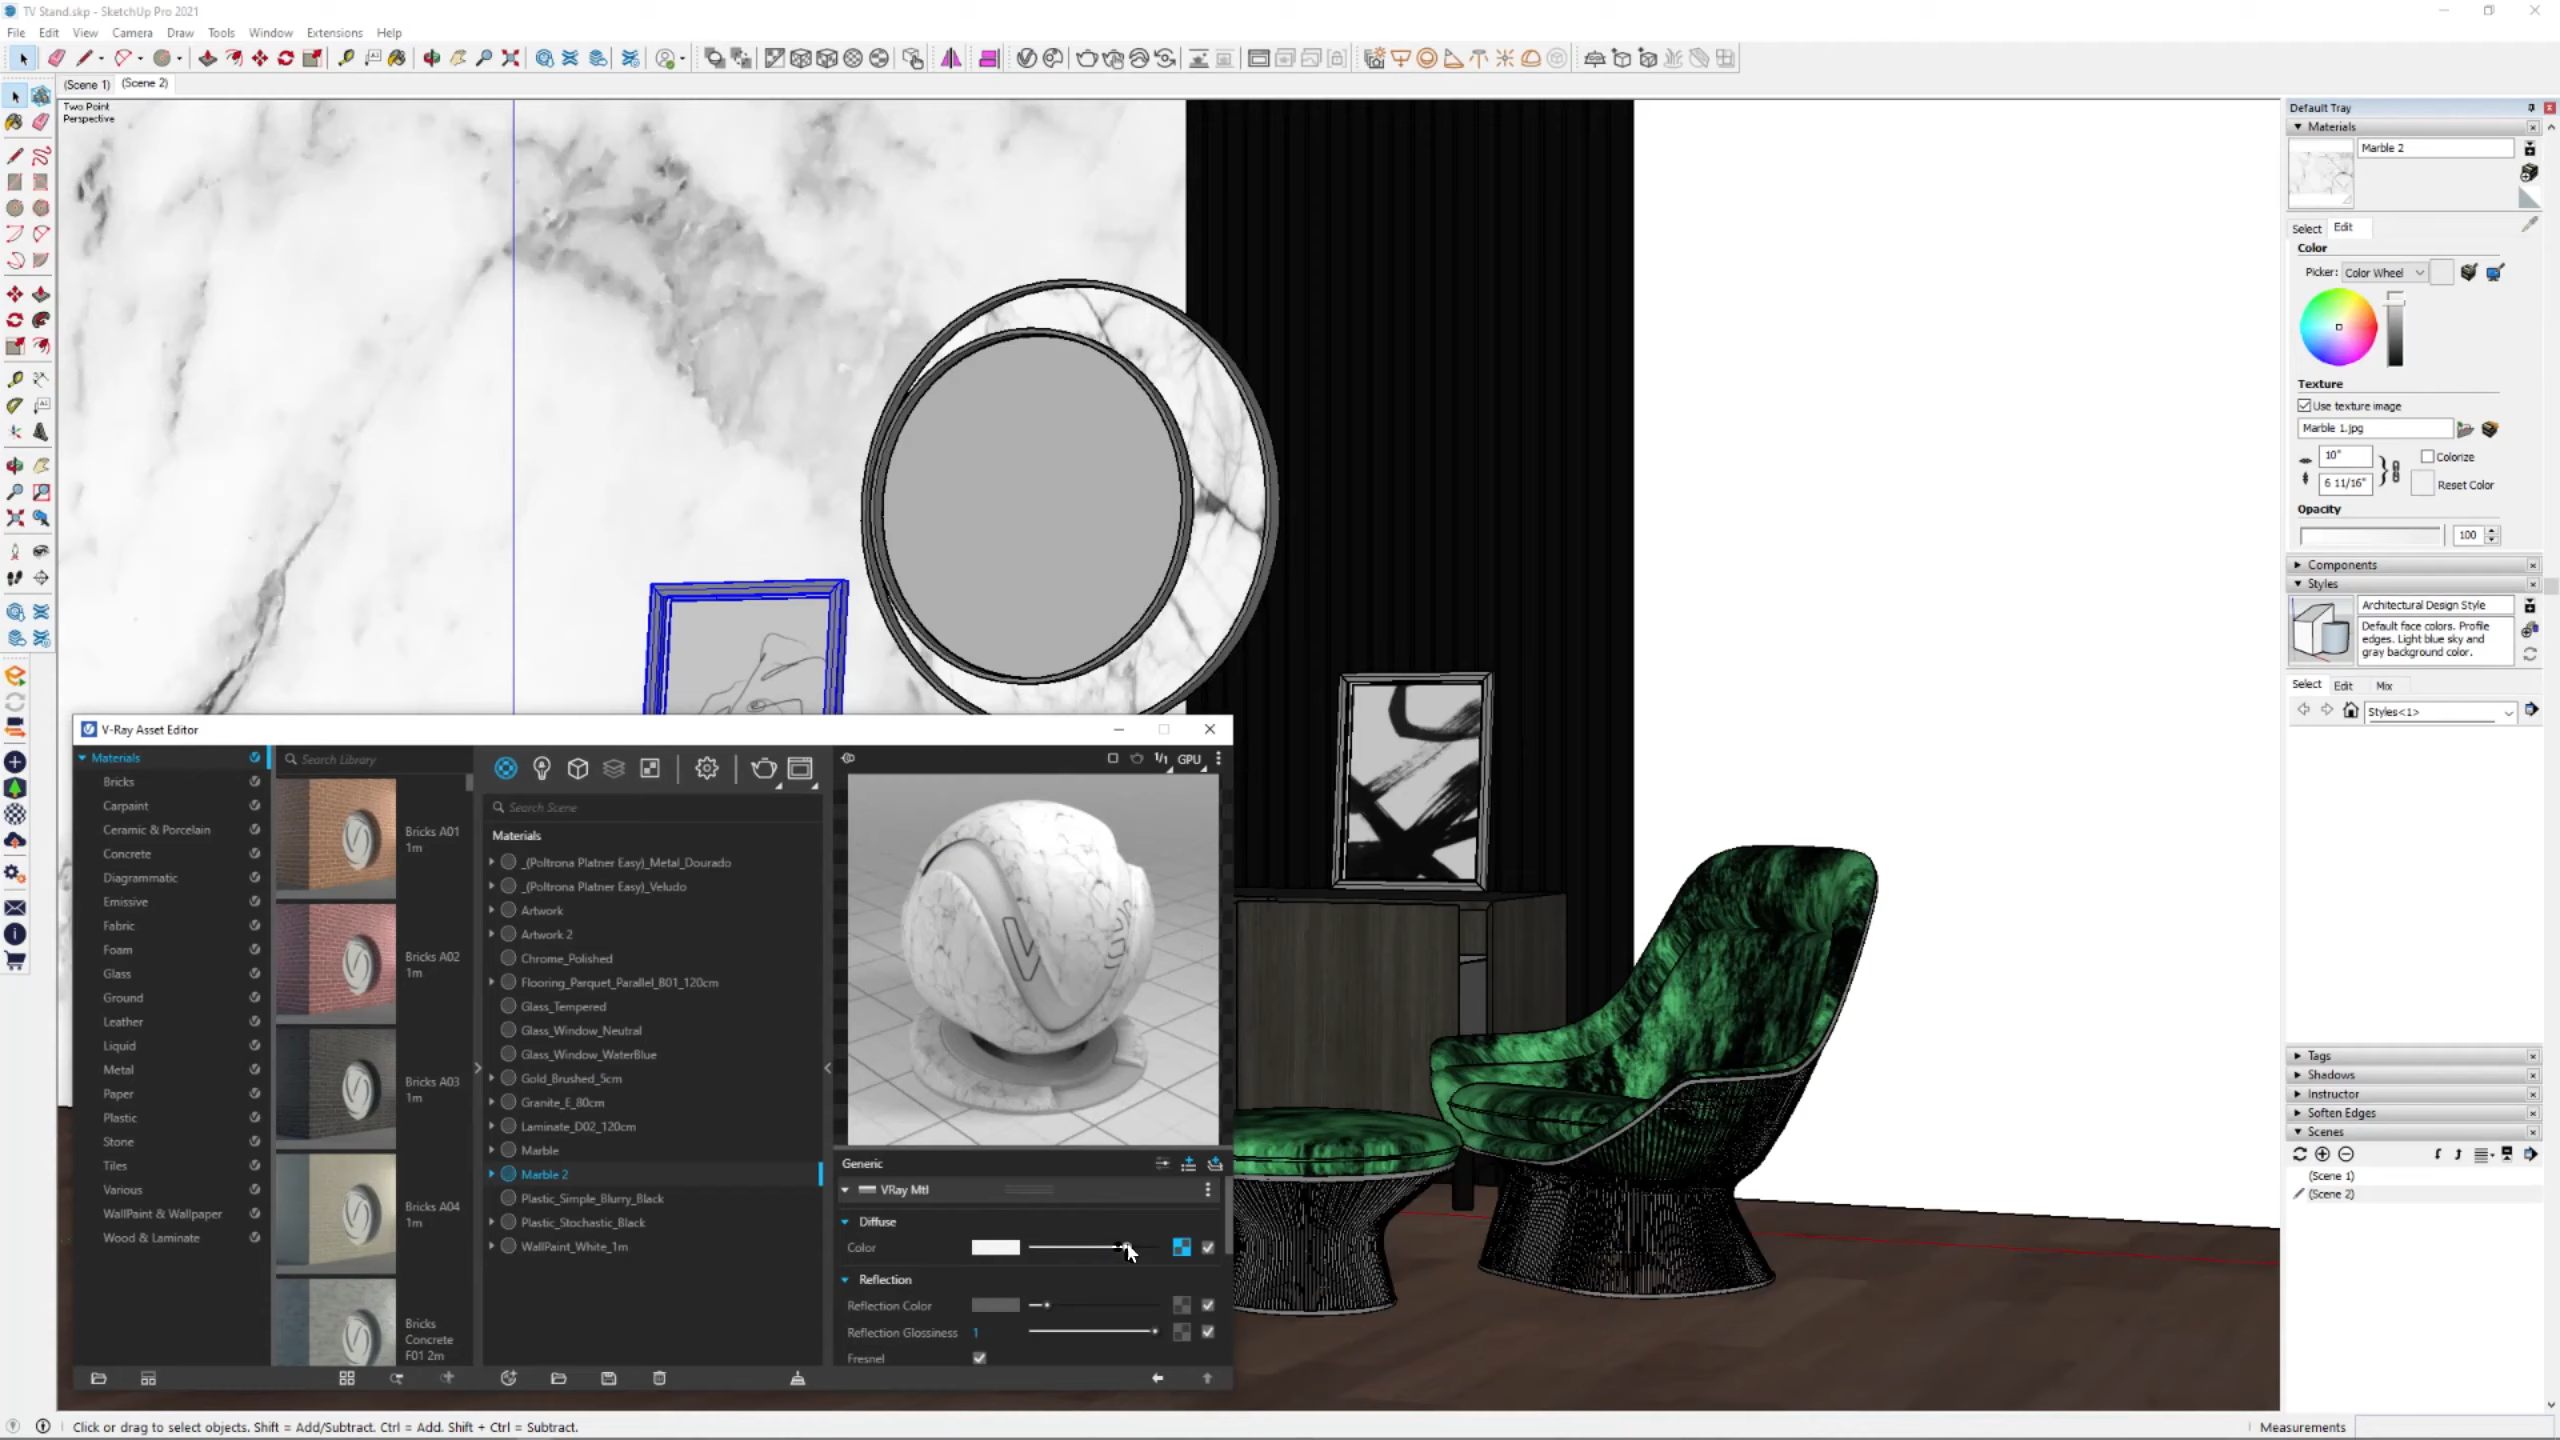 TV Stand.skp - SketchUp Pro 2021
File Edit View Camera Draw Tools Window Extensions Help
(Scene 1) (Scene 2)
Two Point
Perspective
Default Tray
Materials
Marble 2
Select Edit
Color
Picker: Color Wheel
Texture
Use texture image
Marble 1.jpg
10"
Colorize
6 11/16"
Reset Color
Opacity
100
Components
Styles
Architectural Design Style
Default face colors. Profile
edges. Light blue sky and
gray background color.
Select Edit Mix
Styles<1>
Tags
Shadows
Instructor
Soften Edges
Scenes
(Scene 1)
(Scene 2)
V-Ray Asset Editor
Materials
Bricks
Carpaint
Ceramic & Porcelain
Concrete
Diagrammatic
Emissive
Fabric
Foam
Glass
Ground
Leather
Liquid
Metal
Paper
Plastic
Stone
Tiles
Various
WallPaint & Wallpaper
Wood & Laminate
Search Library
Bricks A01
1m
Bricks A02
1m
Bricks A03
1m
Bricks A04
1m
Bricks
Concrete
F01 2m
Search Scene
Materials
_(Poltrona Platner Easy)_Metal_Dourado
_(Poltrona Platner Easy)_Veludo
Artwork
Artwork 2
Chrome_Polished
Flooring_Parquet_Parallel_B01_120cm
Glass_Tempered
Glass_Window_Neutral
Glass_Window_WaterBlue
Gold_Brushed_5cm
Granite_E_80cm
Laminate_D02_120cm
Marble
Marble 2
Plastic_Simple_Blurry_Black
Plastic_Stochastic_Black
WallPaint_White_1m
1/1 GPU
Generic
VRay Mtl
Diffuse
Color
Reflection
Reflection Color
Reflection Glossiness 1
Fresnel
Click or drag to select objects. Shift = Add/Subtract. Ctrl = Add. Shift + Ctrl = Subtract.
Measurements